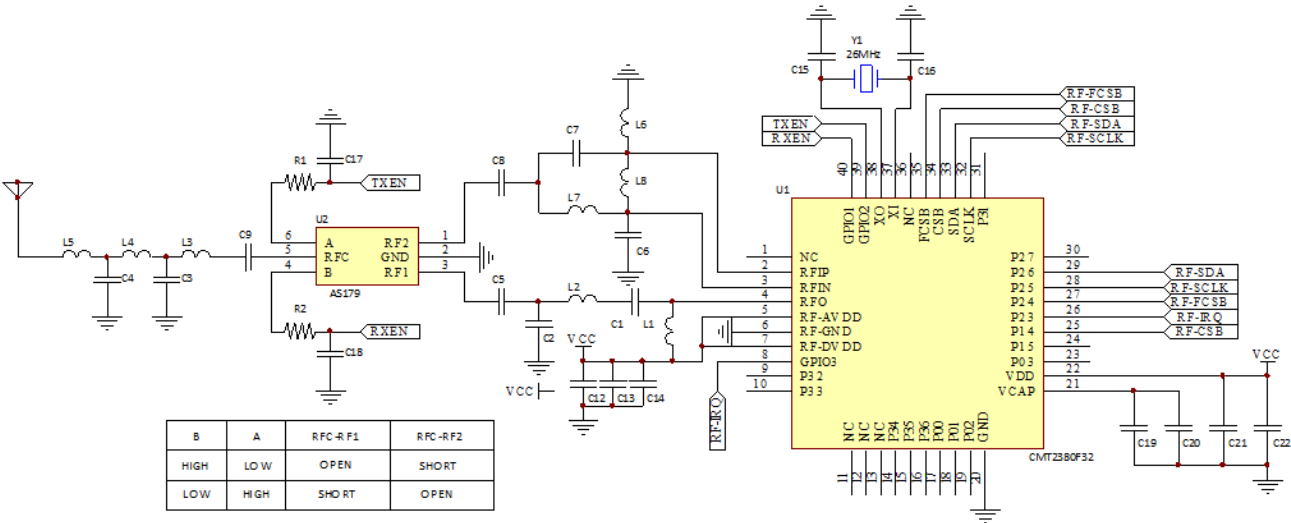 Y1
26MHz
C15
C16
RF-FCSB
RF-CSB
RF-SDA
RF-SCLK
TXEN
RXEN
40
39
38
37
36
35
34
33
32
31
GPIO1
GPIO2
XO
XI
NC
FCSB
CSB
SDA
SCLK
P31
U1
L6
C7
L8
L7
C6
C8
R1
C17
TXEN
U2
6
5
4
A
RFC
B
RF2
GND
RF1
1
2
3
AS179
L5
L4
L3
C9
C4
C3
R2
RXEN
C18
C5
L2
C1
L1
C2
VCC
VCC
C12
C13
C14
RF-IRQ
1 NC
2 RFIP
3 RFIN
4 RFO
5 RF-AVDD
6 RF-GND
7 RF-DVDD
8 GPIO3
9 P32
10 P33
P27 30
P26 29 RF-SDA
P25 28 RF-SCLK
P24 27 RF-FCSB
P23 26 RF-IRQ
P14 25 RF-CSB
P15 24
P03 23
VDD 22
VCAP 21
VCC
NC
NC
NC
P34
P35
P36
P00
P01
P02
GND
11
12
13
14
15
16
17
18
19
20
CMT2380F32
C19
C20
C21
C22
B A RFC-RF1 RFC-RF2
HIGH LOW OPEN SHORT
LOW HIGH SHORT OPEN